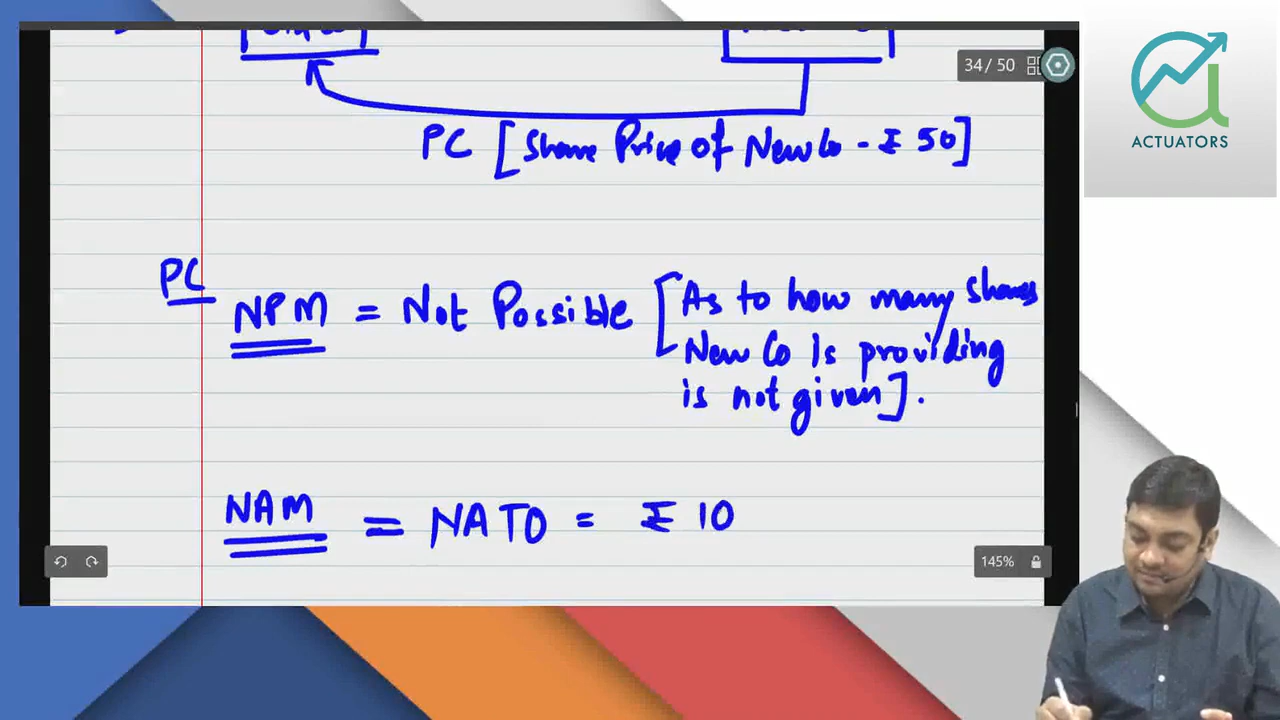 34 / 50
PC [Share Price of New Co - ₹ 50]
PC
NPM = Not Possible [As to how many shares
New Co is providing
is not given].
NAM = NATO = ₹ 10
145%
ACTUATORS